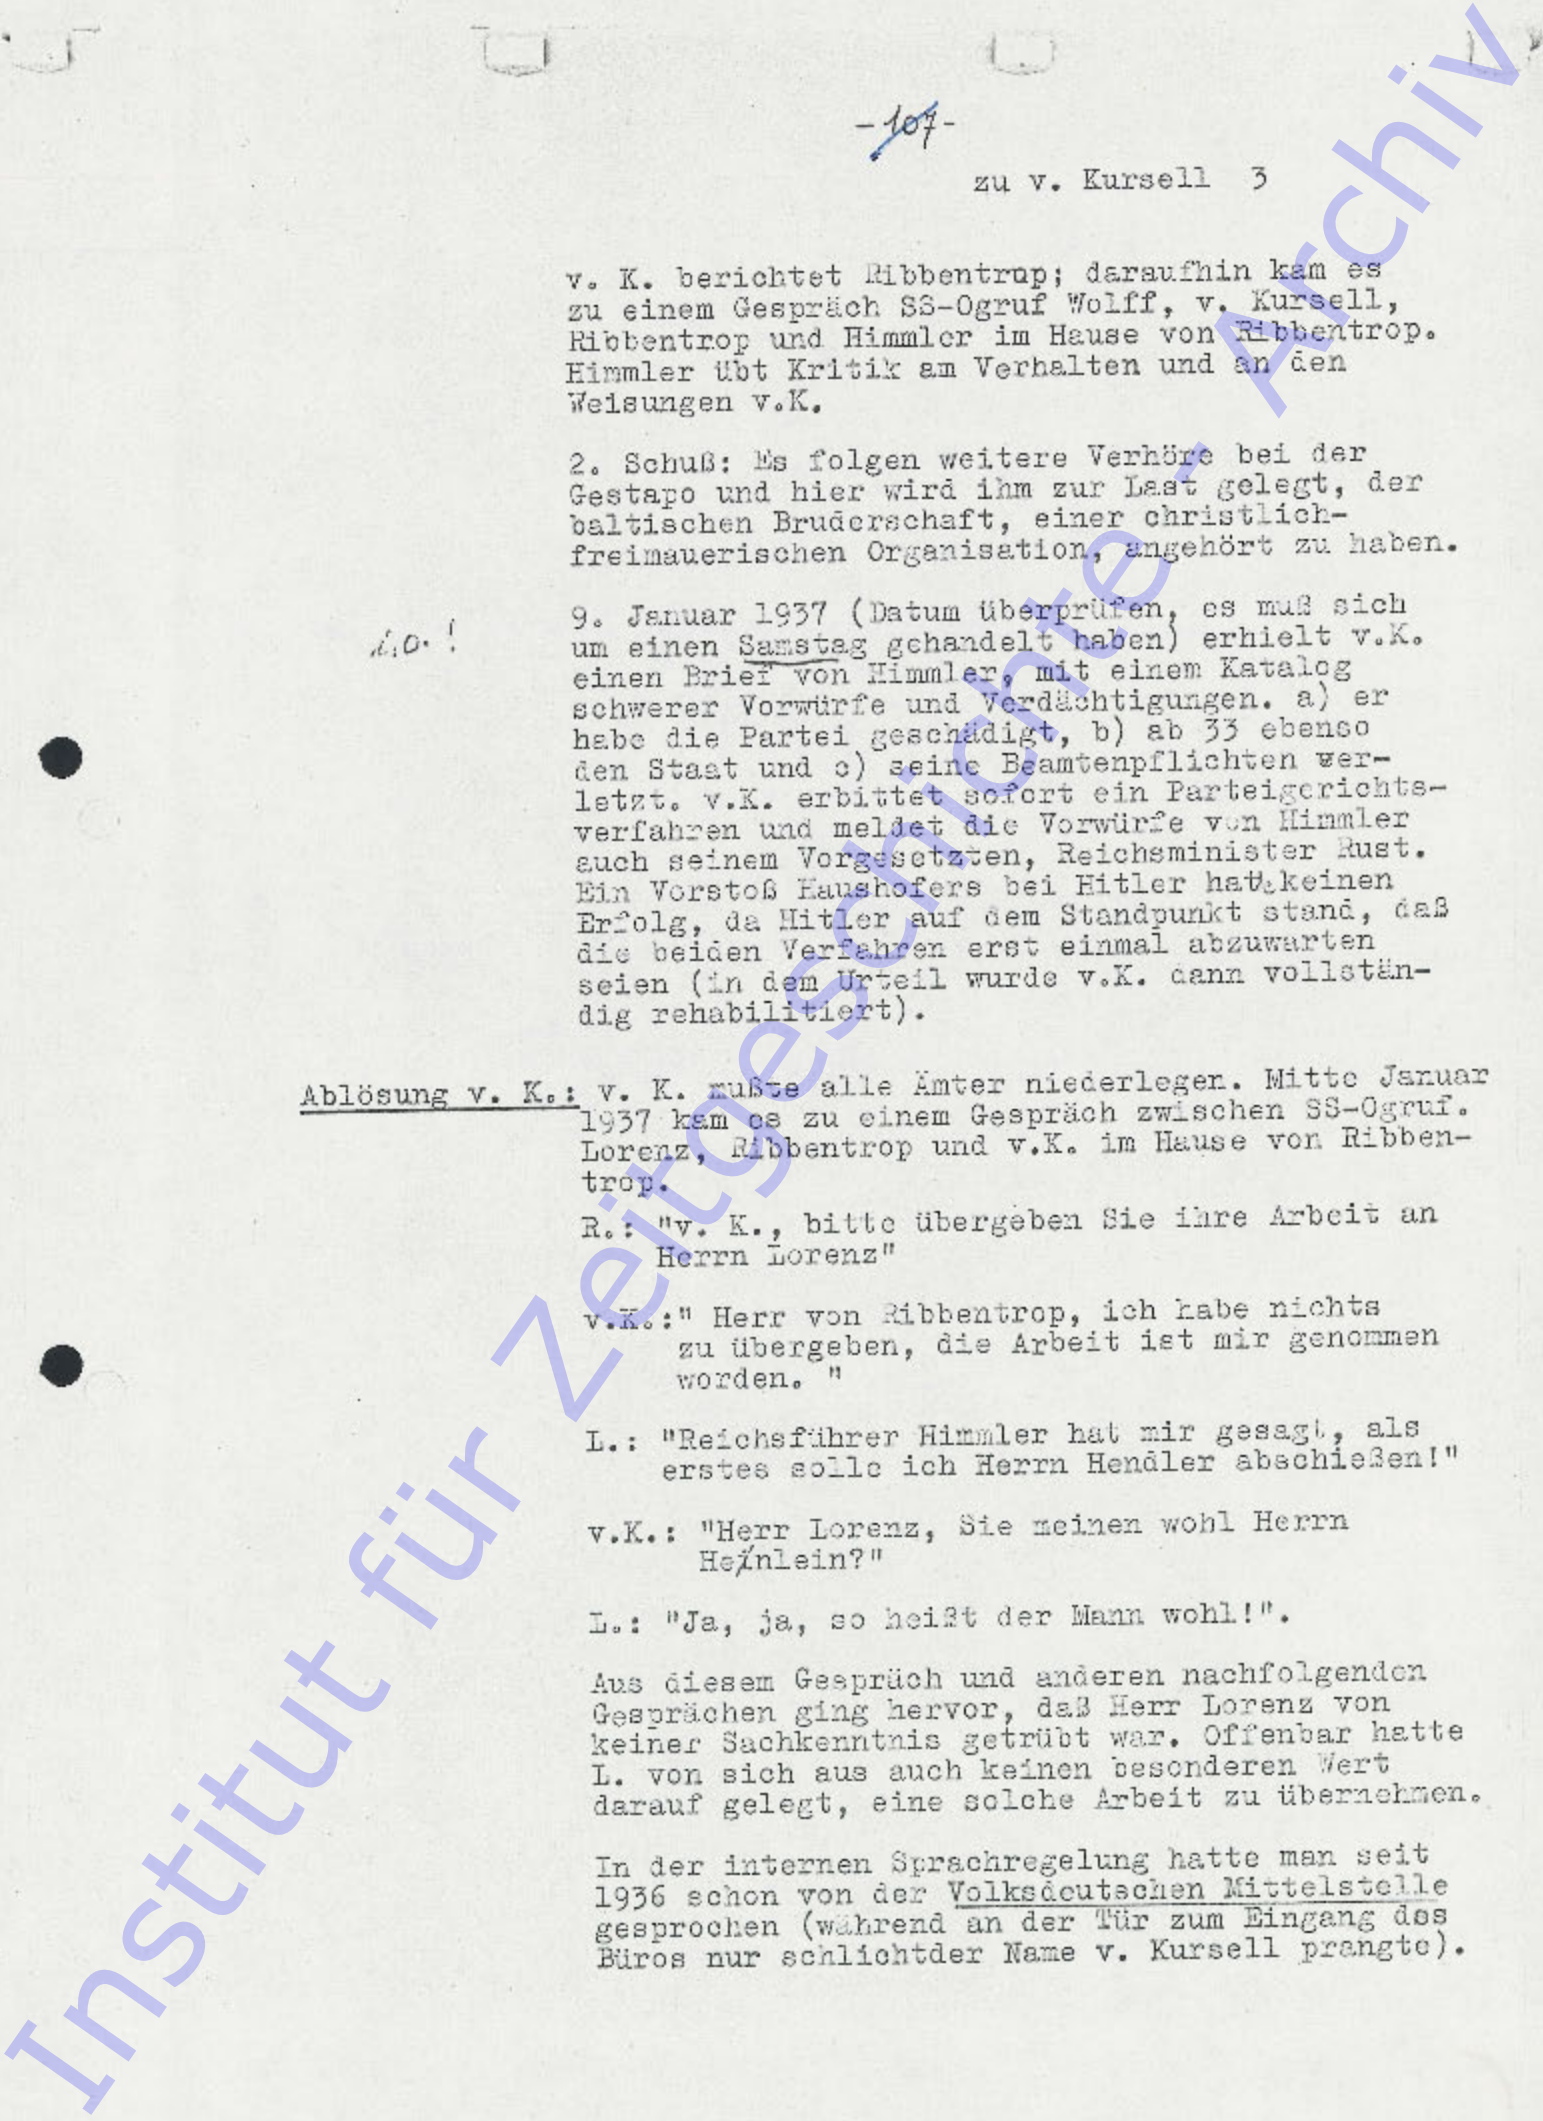 -107-
zu v. Kursell 3
v. K. berichtet Ribbentrop; daraufhin kam es
zu einem Gespräch SS-Ogruf Wolff, v. Kursell,
Ribbentrop und Himmler im Hause von Ribbentrop.
Himmler übt Kritik am Verhalten und an den
Weisungen v.K.
2. Schuß: Es folgen weitere Verhöre bei der
Gestapo und hier wird ihm zur Last gelegt, der
baltischen Bruderschaft, einer christlich-
freimauerischen Organisation, angehört zu haben.
i.o. !
9. Januar 1937 (Datum überprüfen, es muß sich
um einen Samstag gehandelt haben) erhielt v.K.
einen Brief von Himmler, mit einem Katalog
schwerer Vorwürfe und Verdächtigungen. a) er
habe die Partei geschädigt, b) ab 33 ebenso
den Staat und c) seine Beamtenpflichten ver-
letzt. v.K. erbittet sofort ein Parteigerichts-
verfahren und meldet die Vorwürfe von Himmler
auch seinem Vorgesetzten, Reichsminister Rust.
Ein Vorstoß Haushofers bei Hitler hatte keinen
Erfolg, da Hitler auf dem Standpunkt stand, daß
die beiden Verfahren erst einmal abzuwarten
seien (in dem Urteil wurde v.K. dann vollstän-
dig rehabilitiert).
Ablösung v. K.: v. K. mußte alle Ämter niederlegen. Mitte Januar
1937 kam es zu einem Gespräch zwischen SS-Ogruf.
Lorenz, Ribbentrop und v.K. im Hause von Ribben-
trop.
R.: "v. K., bitte übergeben Sie ihre Arbeit an
Herrn Lorenz"
v.K.:" Herr von Ribbentrop, ich habe nichts
zu übergeben, die Arbeit ist mir genommen
worden. "
L.: "Reichsführer Himmler hat mir gesagt, als
erstes solle ich Herrn Hendler abschießen!"
v.K.: "Herr Lorenz, Sie meinen wohl Herrn
Henlein?"
L.: "Ja, ja, so heißt der Mann wohl!".
Aus diesem Gespräch und anderen nachfolgenden
Gesprächen ging hervor, daß Herr Lorenz von
keiner Sachkenntnis getrübt war. Offenbar hatte
L. von sich aus auch keinen besonderen Wert
darauf gelegt, eine solche Arbeit zu übernehmen.
In der internen Sprachregelung hatte man seit
1936 schon von der Volksdeutschen Mittelstelle
gesprochen (während an der Tür zum Eingang des
Büros nur schlichtder Name v. Kursell prangte).
Institut für Zeitgeschichte - Archiv